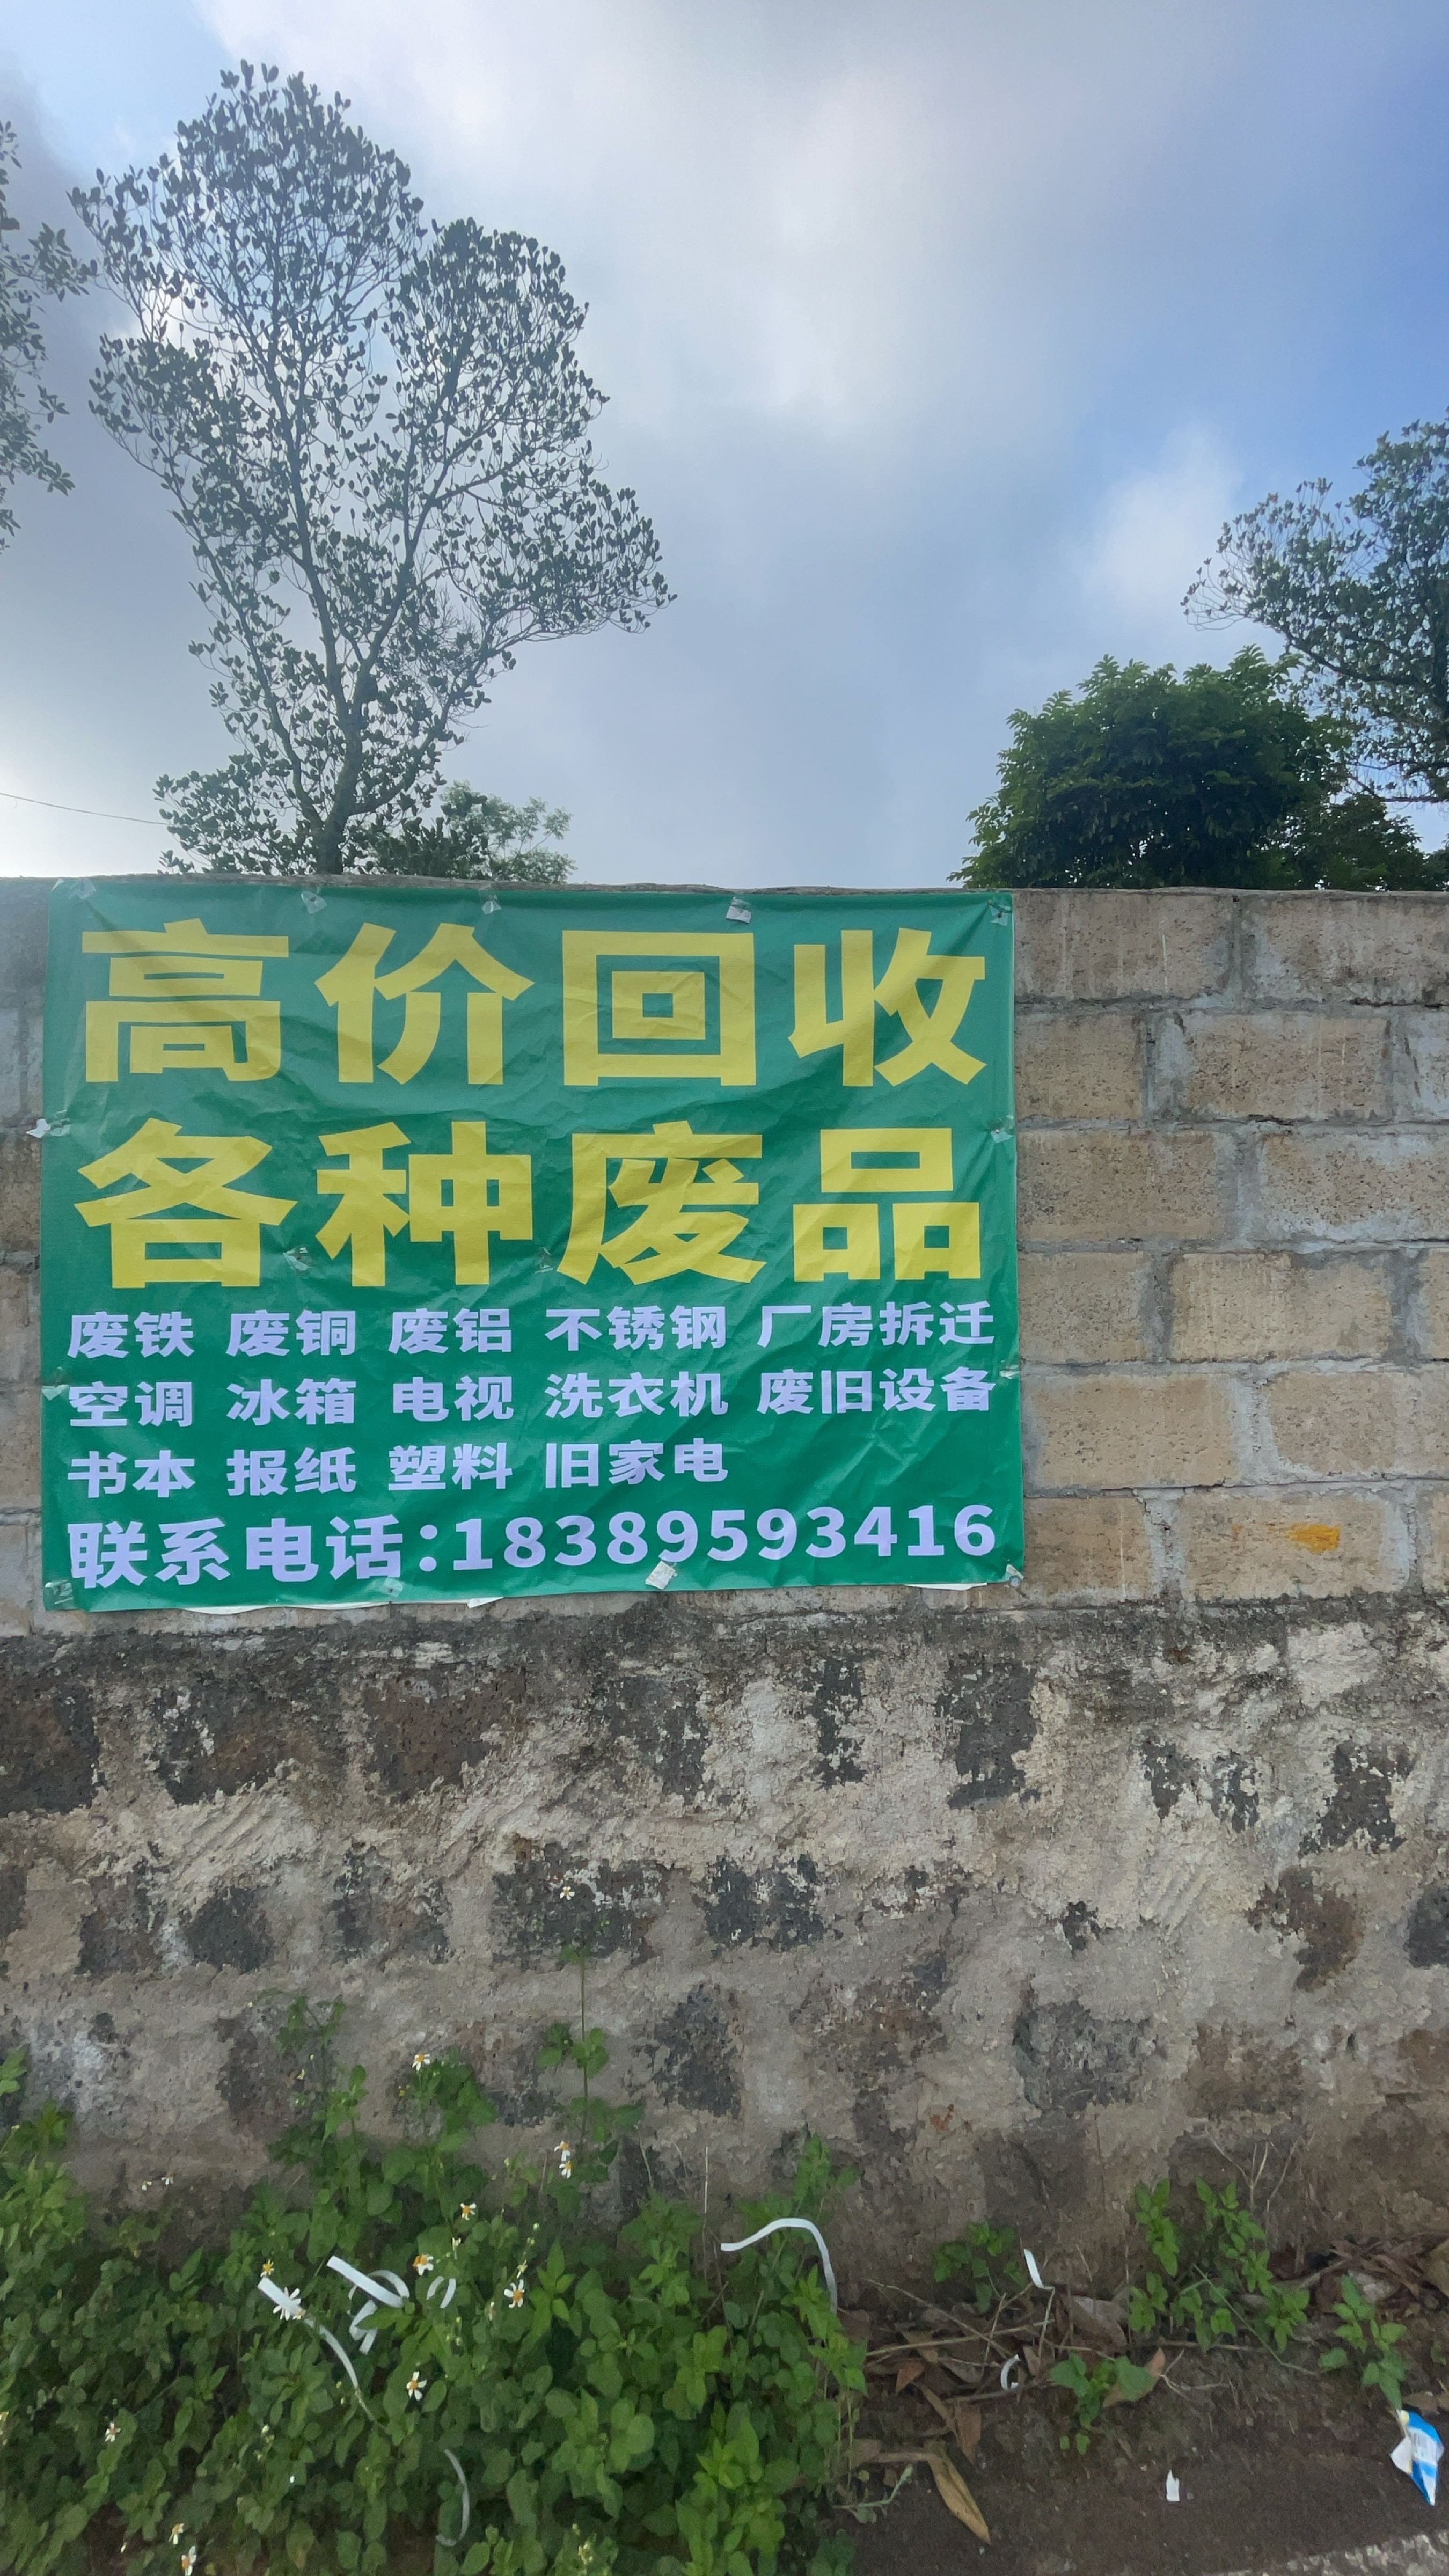 高价回收
各种废品
废铁 废铜 废铝 不锈钢 厂房拆迁
空调 冰箱 电视 洗衣机 废旧设备
书本 报纸 塑料 旧家电
联系电话:18389593416